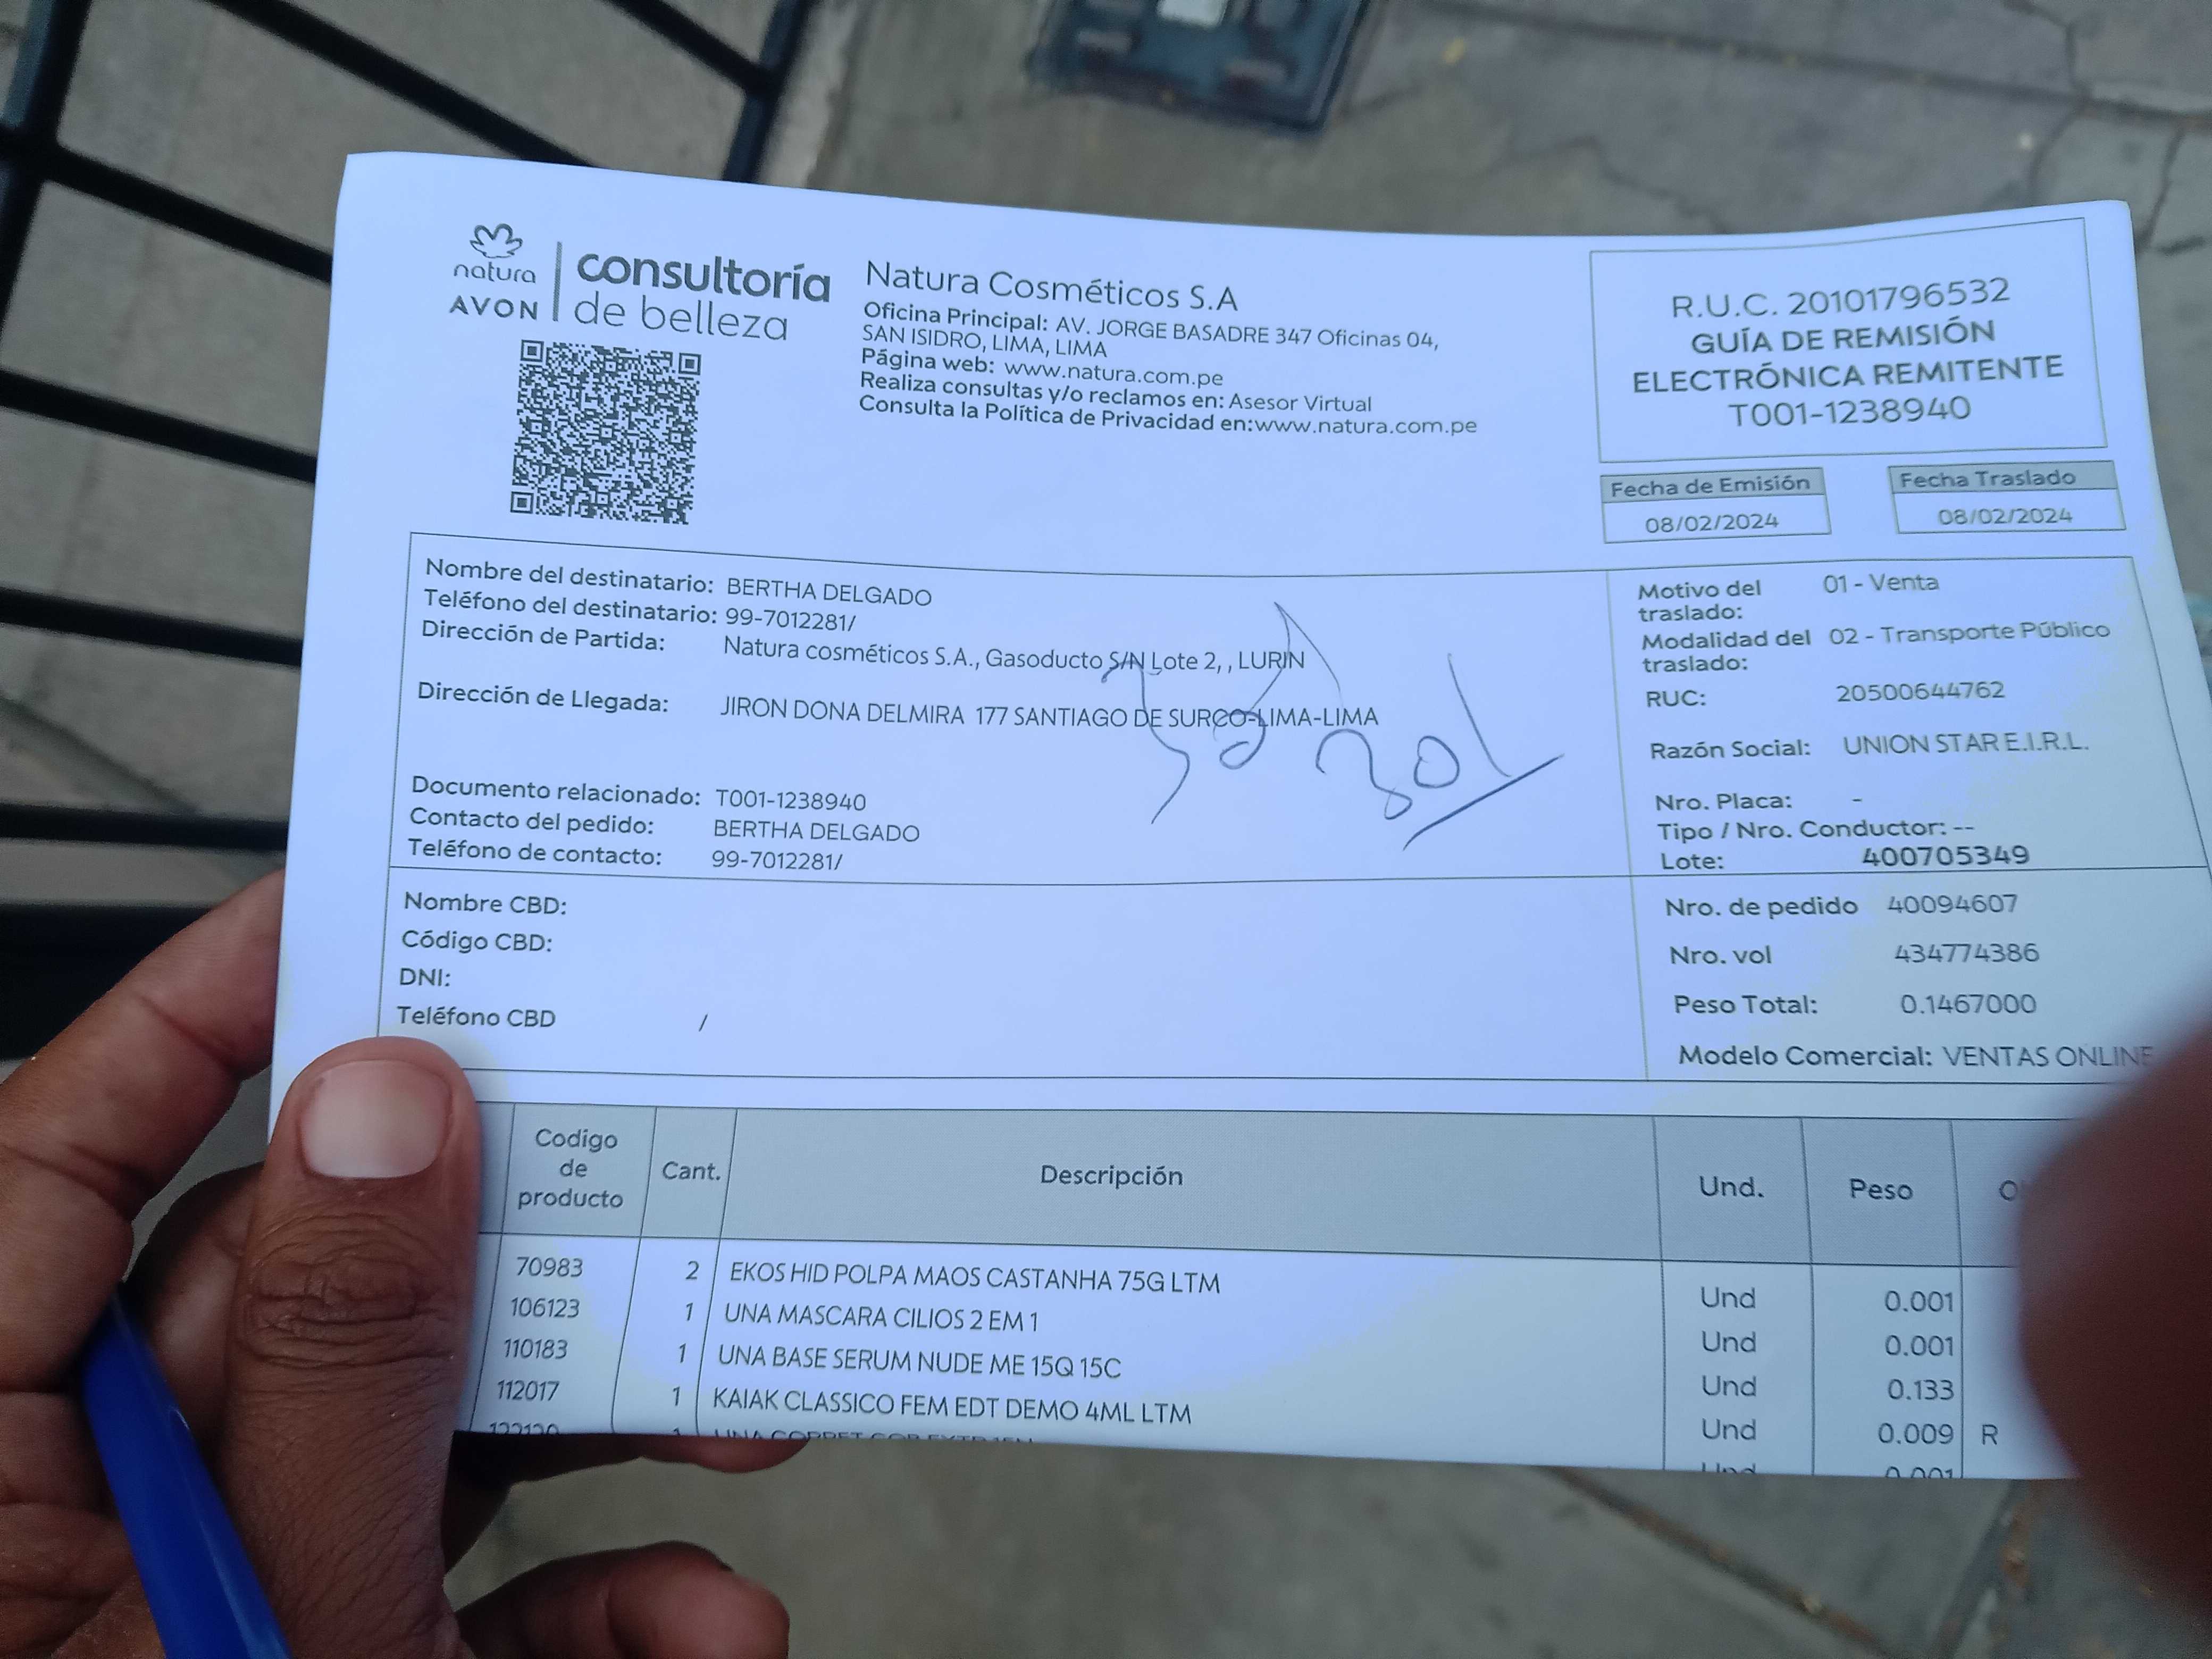 natura
AVON
consultoría
de belleza
Natura Cosméticos S.A
Oficina Principal: AV. JORGE BASADRE 347 Oficinas 04,
SAN ISIDRO, LIMA, LIMA
Página web: www.natura.com.pe
Realiza consultas y/o reclamos en: Asesor Virtual
Consulta la Política de Privacidad en:www.natura.com.pe
R.U.C. 20101796532
GUÍA DE REMISIÓN
ELECTRÓNICA REMITENTE
T001-1238940
Fecha de Emisión
08/02/2024
Fecha Traslado
08/02/2024
Nombre del destinatario: BERTHA DELGADO
Teléfono del destinatario: 99-7012281/
Dirección de Partida: Natura cosméticos S.A., Gasoducto S/N Lote 2, , LURIN
Dirección de Llegada: JIRON DONA DELMIRA 177 SANTIAGO DE SURCO-LIMA-LIMA
Documento relacionado: T001-1238940
Contacto del pedido: BERTHA DELGADO
Teléfono de contacto: 99-7012281/
Motivo del traslado: 01 - Venta
Modalidad del traslado: 02 - Transporte Público
RUC: 20500644762
Razón Social: UNION STAR E.I.R.L.
Nro. Placa: -
Tipo / Nro. Conductor: --
Lote: 400705349
Nombre CBD:
Código CBD:
DNI:
Teléfono CBD /
Nro. de pedido 40094607
Nro. vol 434774386
Peso Total: 0.1467000
Modelo Comercial: VENTAS ONLINE
Codigo de producto Cant. Descripción Und. Peso
70983 2 EKOS HID POLPA MAOS CASTANHA 75G LTM Und 0.001
106123 1 UNA MASCARA CILIOS 2 EM 1 Und 0.001
110183 1 UNA BASE SERUM NUDE ME 15Q 15C Und 0.133
112017 1 KAIAK CLASSICO FEM EDT DEMO 4ML LTM Und 0.009 R